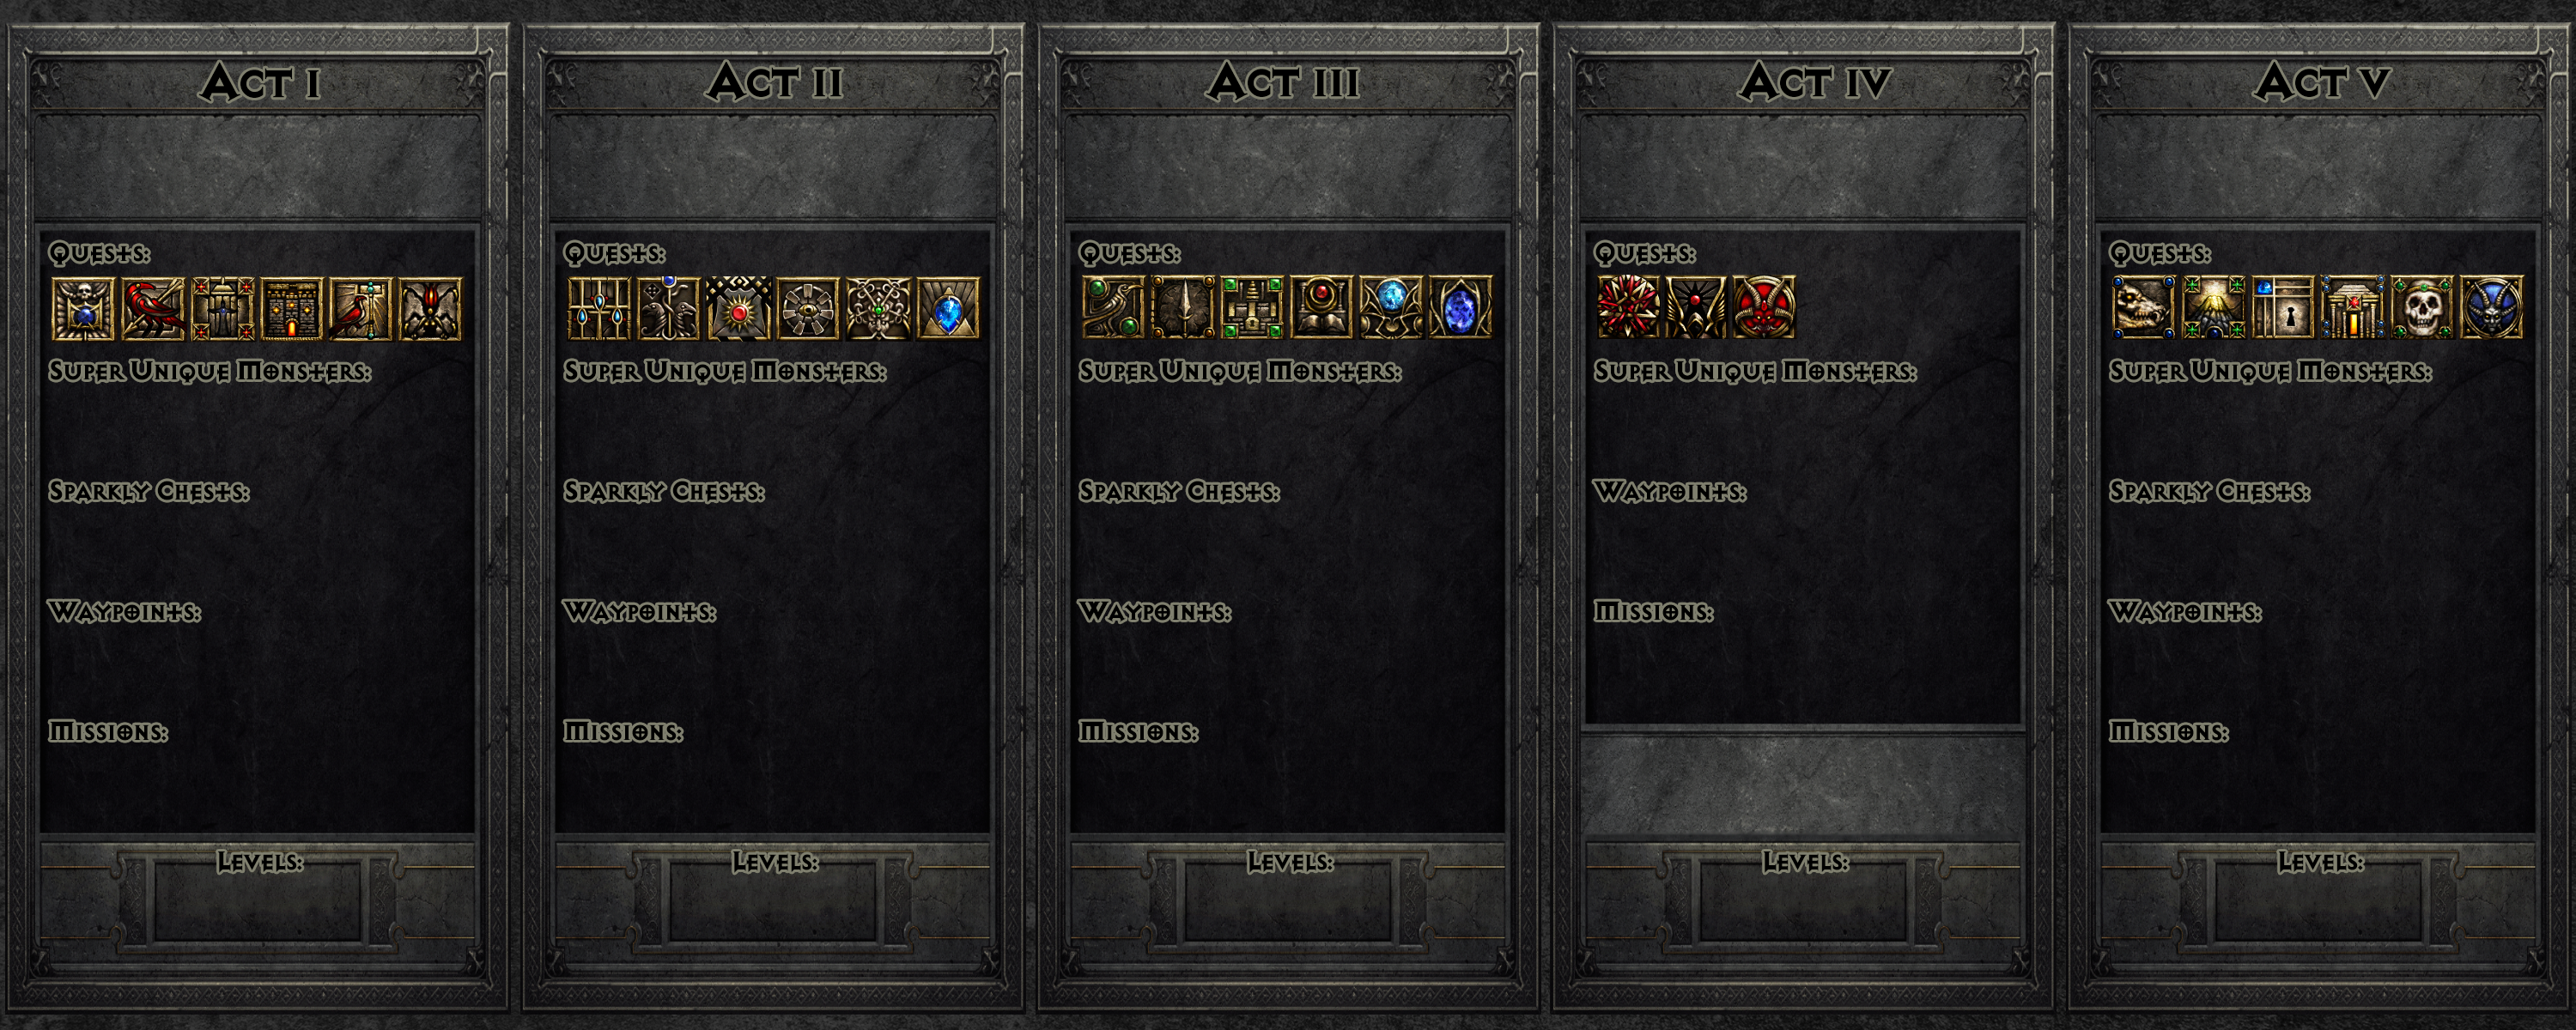 Act I
Quests:
Super Unique Monsters:
Sparkly Chests:
Waypoints:
Missions:
Levels:
Act II
Quests:
Super Unique Monsters:
Sparkly Chests:
Waypoints:
Missions:
Levels:
Act III
Quests:
Super Unique Monsters:
Sparkly Chests:
Waypoints:
Missions:
Levels:
Act IV
Quests:
Super Unique Monsters:
Waypoints:
Missions:
Levels:
Act V
Quests:
Super Unique Monsters:
Sparkly Chests:
Waypoints:
Missions:
Levels: